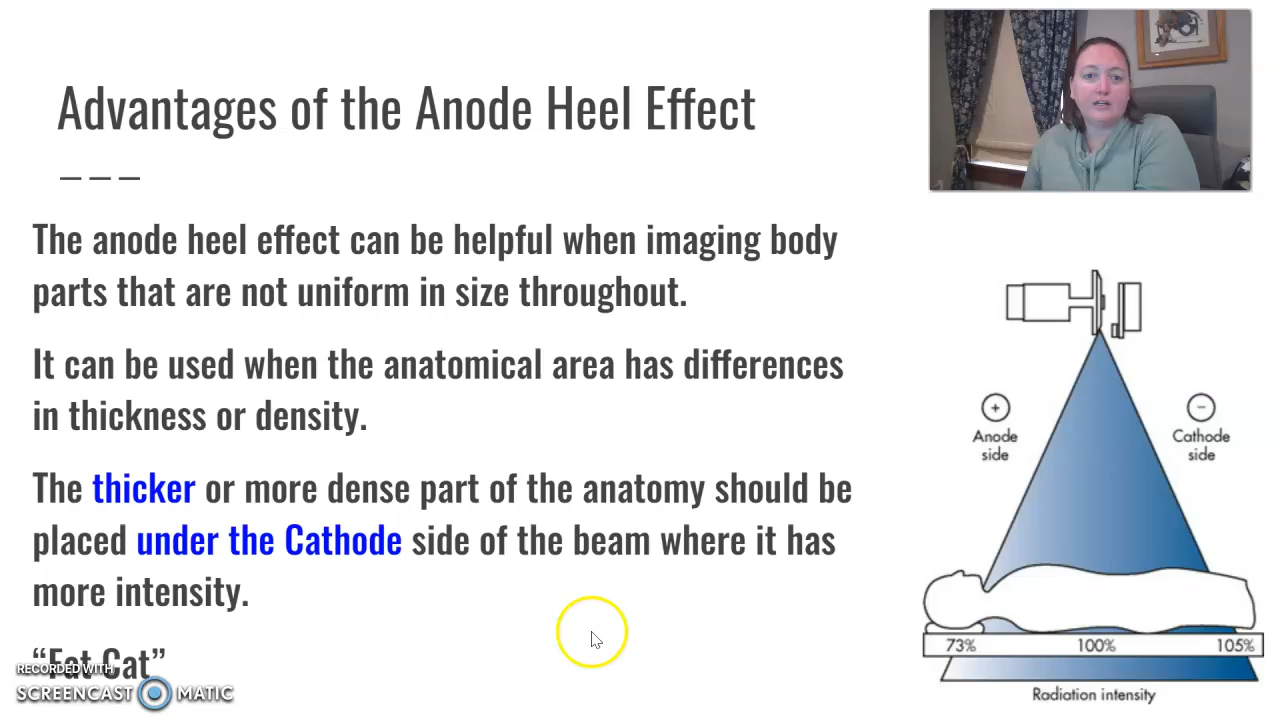 Advantages of the Anode Heel Effect
The anode heel effect can be helpful when imaging body
parts that are not uniform in size throughout.
It can be used when the anatomical area has differences
in thickness or density.
The thicker or more dense part of the anatomy should be
placed under the Cathode side of the beam where it has
more intensity.
“Fat Cat”
RECORDED WITH
SCREENCAST MATIC
+
Anode
side
−
Cathode
side
73% 100% 105%
Radiation intensity